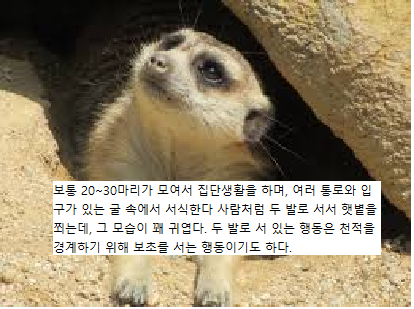 보통 20~30마리가 모여서 집단생활을 하며, 여러 통로와 입
구가 있는 굴 속에서 서식한다 사람처럼 두 발로 서서 햇볕을
쬐는데, 그 모습이 꽤 귀엽다. 두 발로 서 있는 행동은 천적을
경계하기 위해 보초를 서는 행동이기도 하다.